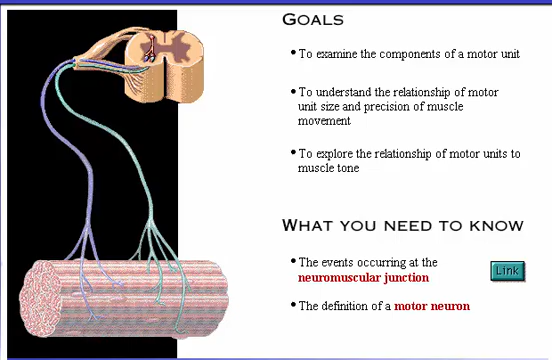 GOALS
• To examine the components of a motor unit
• To understand the relationship of motor
unit size and precision of muscle
movement
• To explore the relationship of motor units to
muscle tone
WHAT YOU NEED TO KNOW
• The events occurring at the
neuromuscular junction
Link
• The definition of a motor neuron